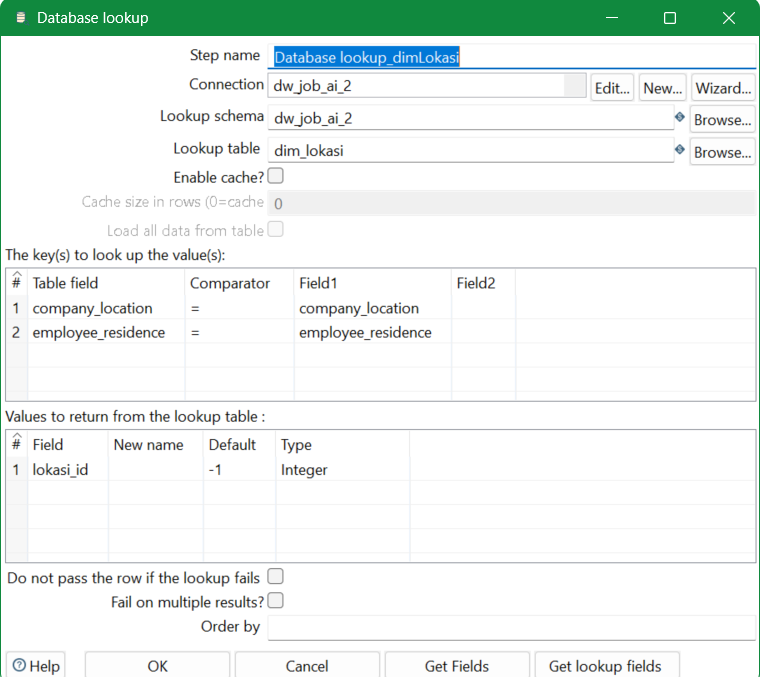 Database lookup
Step name Database lookup_dimLokasi
Connection dw_job_ai_2 Edit... New... Wizard...
Lookup schema dw_job_ai_2 Browse...
Lookup table dim_lokasi Browse...
Enable cache?
Cache size in rows (0=cache 0
Load all data from table
The key(s) to look up the value(s):
# Table field Comparator Field1 Field2
1 company_location = company_location
2 employee_residence = employee_residence
Values to return from the lookup table :
# Field New name Default Type
1 lokasi_id -1 Integer
Do not pass the row if the lookup fails
Fail on multiple results?
Order by
Help OK Cancel Get Fields Get lookup fields